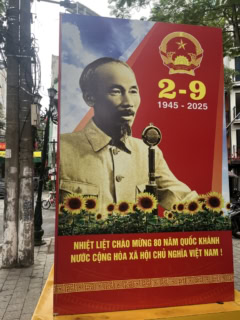 2-9
1945 - 2025
NHIỆT LIỆT CHÀO MỪNG 80 NĂM QUỐC KHÁNH
NƯỚC CỘNG HÒA XÃ HỘI CHỦ NGHĨA VIỆT NAM !